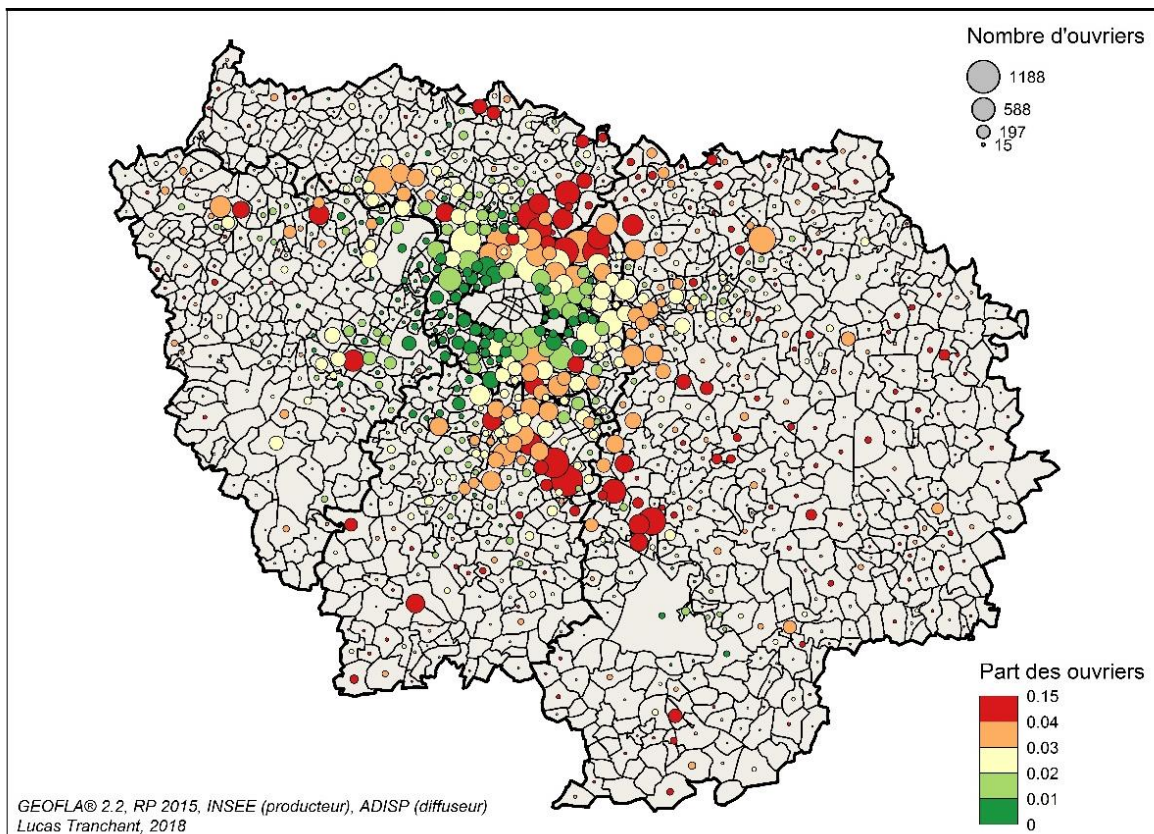 Nombre d'ouvriers
1188
588
197
15
Part des ouvriers
0.15
0.04
0.03
0.02
0.01
0
GEOFLA® 2.2, RP 2015, INSEE (producteur), ADISP (diffuseur)
Lucas Tranchant, 2018